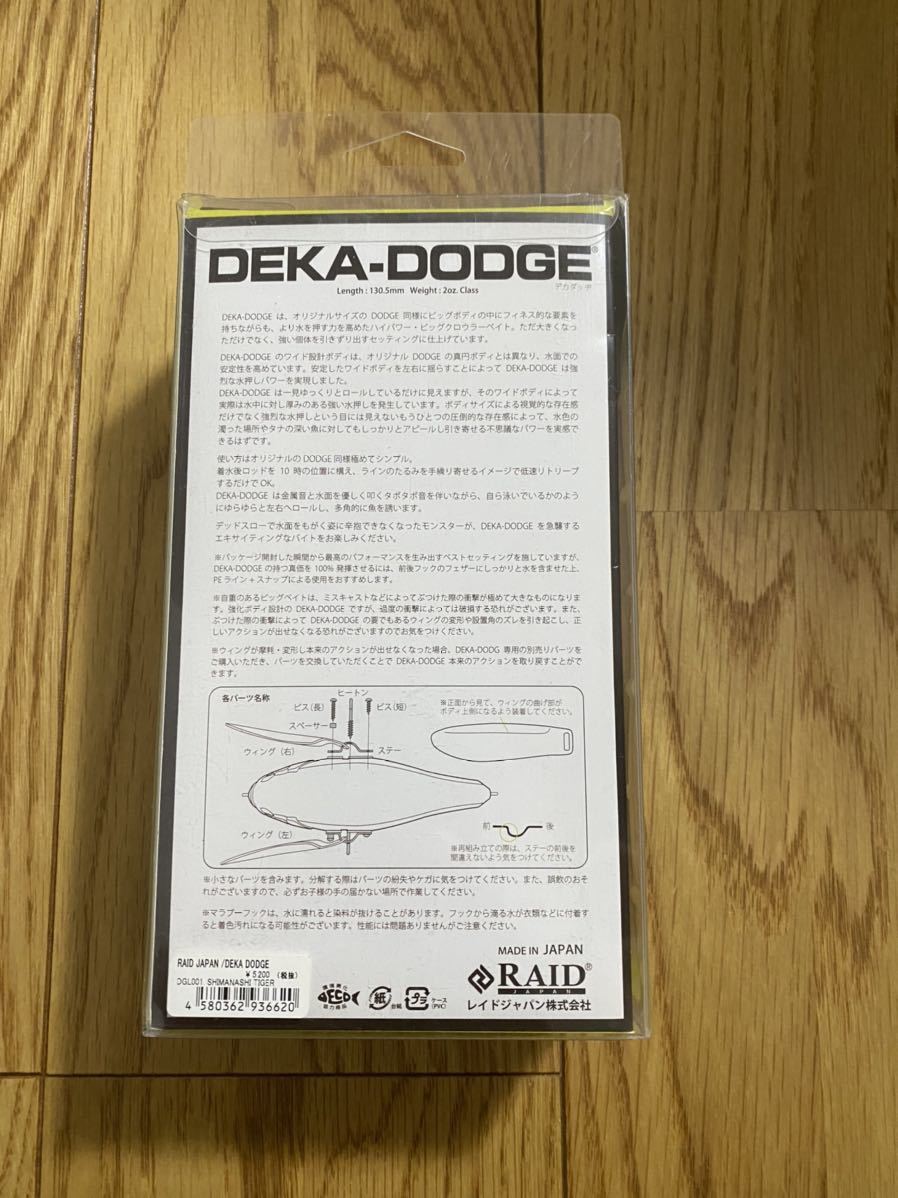 DEKA-DODGE®
Length : 130.5mm Weight : 2oz. Class
デカダッヂ
DEKA-DODGE は、オリジナルサイズの DODGE 同様にビッグボディの中にフィネス的な要素を
持ちながらも、より水を押す力を高めたハイパワー・ビッグクロウラーベイト。ただ大きくなっ
ただけでなく、強い個体を引きずり出すセッティングに仕上げています。
DEKA-DODGE のワイド設計ボディは、オリジナル DODGE の真円ボディとは異なり、水面での
安定性を高めています。安定したワイドボディを左右に揺らすことによって DEKA-DODGE は強
烈な水押しパワーを実現しました。
DEKA-DODGE は一見ゆっくりとロールしているだけに見えますが、そのワイドボディによって
実際は水中に対し厚みのある強い水押しを発生しています。ボディサイズによる視覚的な存在感
だけでなく強烈な水押しという目には見えないもうひとつの圧倒的な存在感によって、水色の
濁った場所やタナの深い魚に対してもしっかりとアピールし引き寄せる不思議なパワーを実感で
きるはずです。
使い方はオリジナルの DODGE 同様極めてシンプル。
着水後ロッドを 10 時の位置に構え、ラインのたるみを手繰り寄せるイメージで低速リトリーブ
するだけで OK。
DEKA-DODGE は金属音と水面を優しく叩くタポタポ音を伴いながら、自ら泳いでいるかのよう
にゆらゆらと左右へロールし、多角的に魚を誘います。
デッドスローで水面をもがく姿に辛抱できなくなったモンスターが、DEKA-DODGE を急襲する
エキサイティングなバイトをお楽しみください。
※パッケージ開封した瞬間から最高のパフォーマンスを生み出すベストセッティングを施していますが、
DEKA-DODGE の持つ真価を 100% 発揮させるには、前後フックのフェザーにしっかりと水を含ませた上、
PE ライン + スナップによる使用をおすすめします。
※自重のあるビッグベイトは、ミスキャストなどによってぶつけた際の衝撃が極めて大きなものになりま
す。強化ボディ設計の DEKA-DODGE ですが、過度の衝撃によっては破損する恐れがございます。また、
ぶつけた際の衝撃によって DEKA-DODGE の要でもあるウィングの変形や設置角のズレを引き起こし、正
しいアクションが出せなくなる恐れがございますのでお気をつけください。
※ウィングが摩耗・変形し本来のアクションが出せなくなった場合、DEKA-DODG 専用の別売りパーツを
ご購入いただき、パーツを交換していただくことで DEKA-DODGE 本来のアクションを取り戻すことがで
きます。
各パーツ名称
ヒートン
ビス(長)
ビス(短)
スペーサー
ウィング(右)
ステー
ウィング(左)
※正面から見て、ウィングの曲げ部が
ボディ上側になるよう装着してください。
前
後
※再組み立ての際は、ステーの前後を
間違えないよう気をつけてください。
※小さなパーツを含みます。分解する際はパーツの紛失やケガに気をつけてください。また、誤飲のおそ
れがございますので、必ずお子様の手の届かない場所で作業してください。
※マラブーフックは、水に濡れると染料が抜けることがあります。フックから滴る水が衣類などに付着す
ると着色汚れになる可能性がございます。性能には問題ありませんがご注意ください。
RAID JAPAN /DEKA DODGE
¥5200 (税抜)
DGL001 SHIMANASHI TIGER
4 580362 936620
ECO
紙
台紙
プラ
ケース
(PVC)
MADE IN JAPAN
RAID®
JAPAN
レイドジャパン株式会社